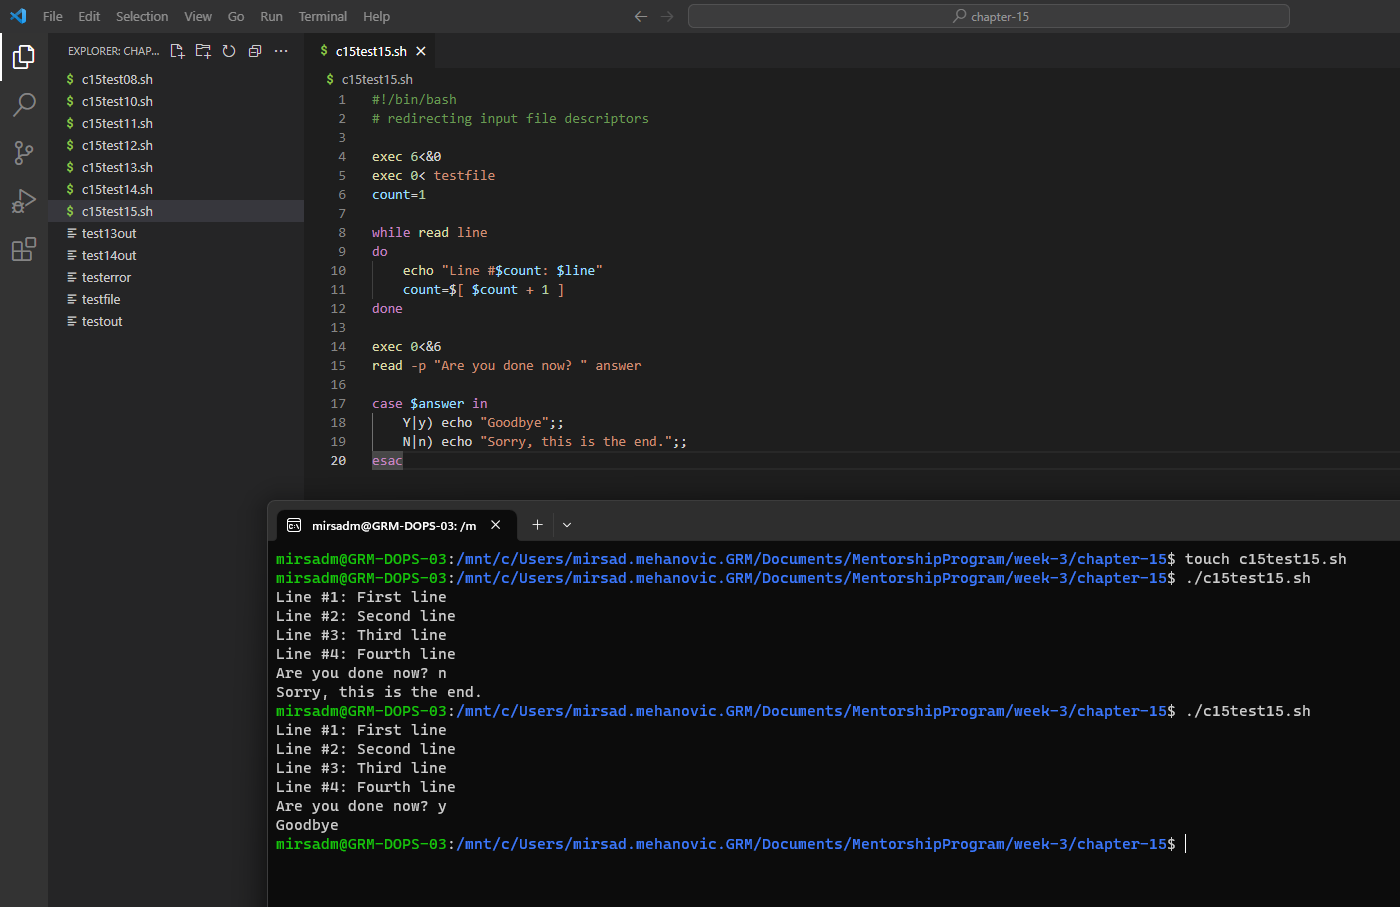 File Edit Selection View Go Run Terminal Help
chapter-15
EXPLORER: CHAP...
c15test08.sh
c15test10.sh
c15test11.sh
c15test12.sh
c15test13.sh
c15test14.sh
c15test15.sh
test13out
test14out
testerror
testfile
testout
$ c15test15.sh
$ c15test15.sh
1 #!/bin/bash
2 # redirecting input file descriptors
3
4 exec 6<&0
5 exec 0< testfile
6 count=1
7
8 while read line
9 do
10 echo "Line #$count: $line"
11 count=$[ $count + 1 ]
12 done
13
14 exec 0<&6
15 read -p "Are you done now? " answer
16
17 case $answer in
18 Y|y) echo "Goodbye";;
19 N|n) echo "Sorry, this is the end.";;
20 esac
mirsadm@GRM-DOPS-03: /m
mirsadm@GRM-DOPS-03:/mnt/c/Users/mirsad.mehanovic.GRM/Documents/MentorshipProgram/week-3/chapter-15$ touch c15test15.sh
mirsadm@GRM-DOPS-03:/mnt/c/Users/mirsad.mehanovic.GRM/Documents/MentorshipProgram/week-3/chapter-15$ ./c15test15.sh
Line #1: First line
Line #2: Second line
Line #3: Third line
Line #4: Fourth line
Are you done now? n
Sorry, this is the end.
mirsadm@GRM-DOPS-03:/mnt/c/Users/mirsad.mehanovic.GRM/Documents/MentorshipProgram/week-3/chapter-15$ ./c15test15.sh
Line #1: First line
Line #2: Second line
Line #3: Third line
Line #4: Fourth line
Are you done now? y
Goodbye
mirsadm@GRM-DOPS-03:/mnt/c/Users/mirsad.mehanovic.GRM/Documents/MentorshipProgram/week-3/chapter-15$